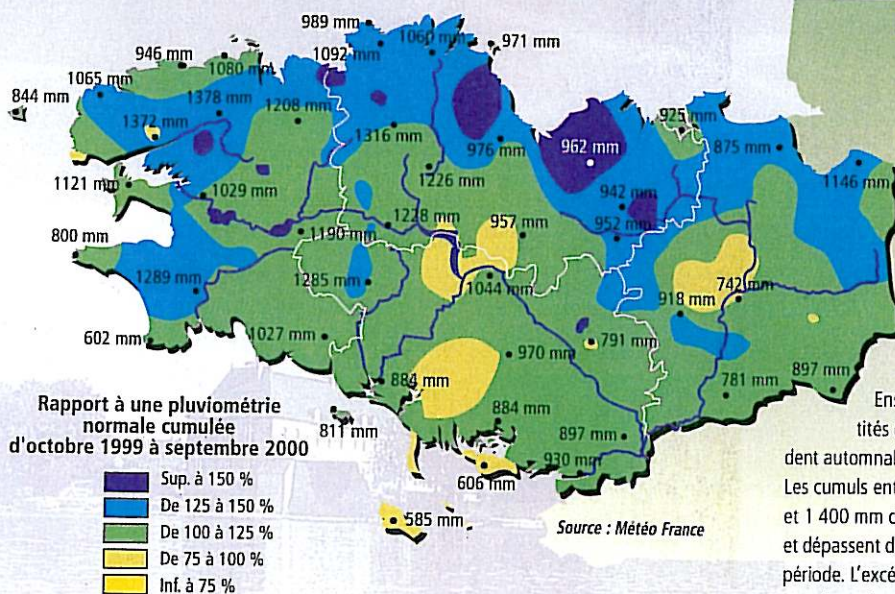 989 mm
1060 mm
971 mm
1092 mm
946 mm
1080 mm
1065 mm
844 mm
1378 mm
1208 mm
1372 mm
1316 mm
976 mm
962 mm
925 mm
875 mm
1226 mm
1146 mm
1121 mm
1029 mm
942 mm
1228 mm
957 mm
952 mm
1190 mm
800 mm
1289 mm
1285 mm
1044 mm
742 mm
918 mm
602 mm
1027 mm
970 mm
791 mm
884 mm
781 mm
897 mm
811 mm
884 mm
897 mm
930 mm
606 mm
585 mm
Rapport à une pluviométrie
normale cumulée
d'octobre 1999 à septembre 2000
Sup. à 150 %
De 125 à 150 %
De 100 à 125 %
De 75 à 100 %
Inf. à 75 %
Source : Météo France
En
tités
dent automnal
Les cumuls ent
et 1 400 mm c
et dépassent d
période. L'excé